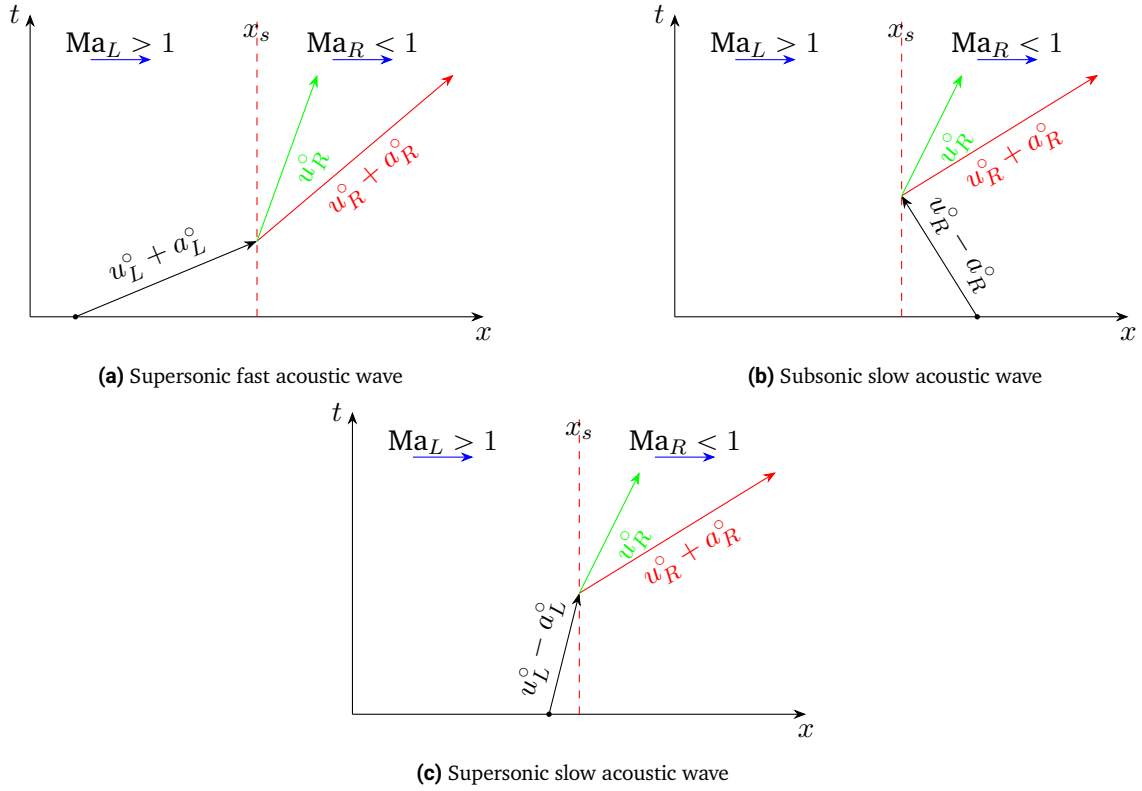 t
Ma_L > 1
x_s
Ma_R < 1
u°_R
u°_R + a°_R
u°_L + a°_L
x
(a) Supersonic fast acoustic wave
t
Ma_L > 1
x_s
Ma_R < 1
u°_R
u°_R + a°_R
u°_R − a°_R
x
(b) Subsonic slow acoustic wave
t
Ma_L > 1
x_s
Ma_R < 1
u°_R
u°_R + a°_R
u°_L − a°_L
x
(c) Supersonic slow acoustic wave